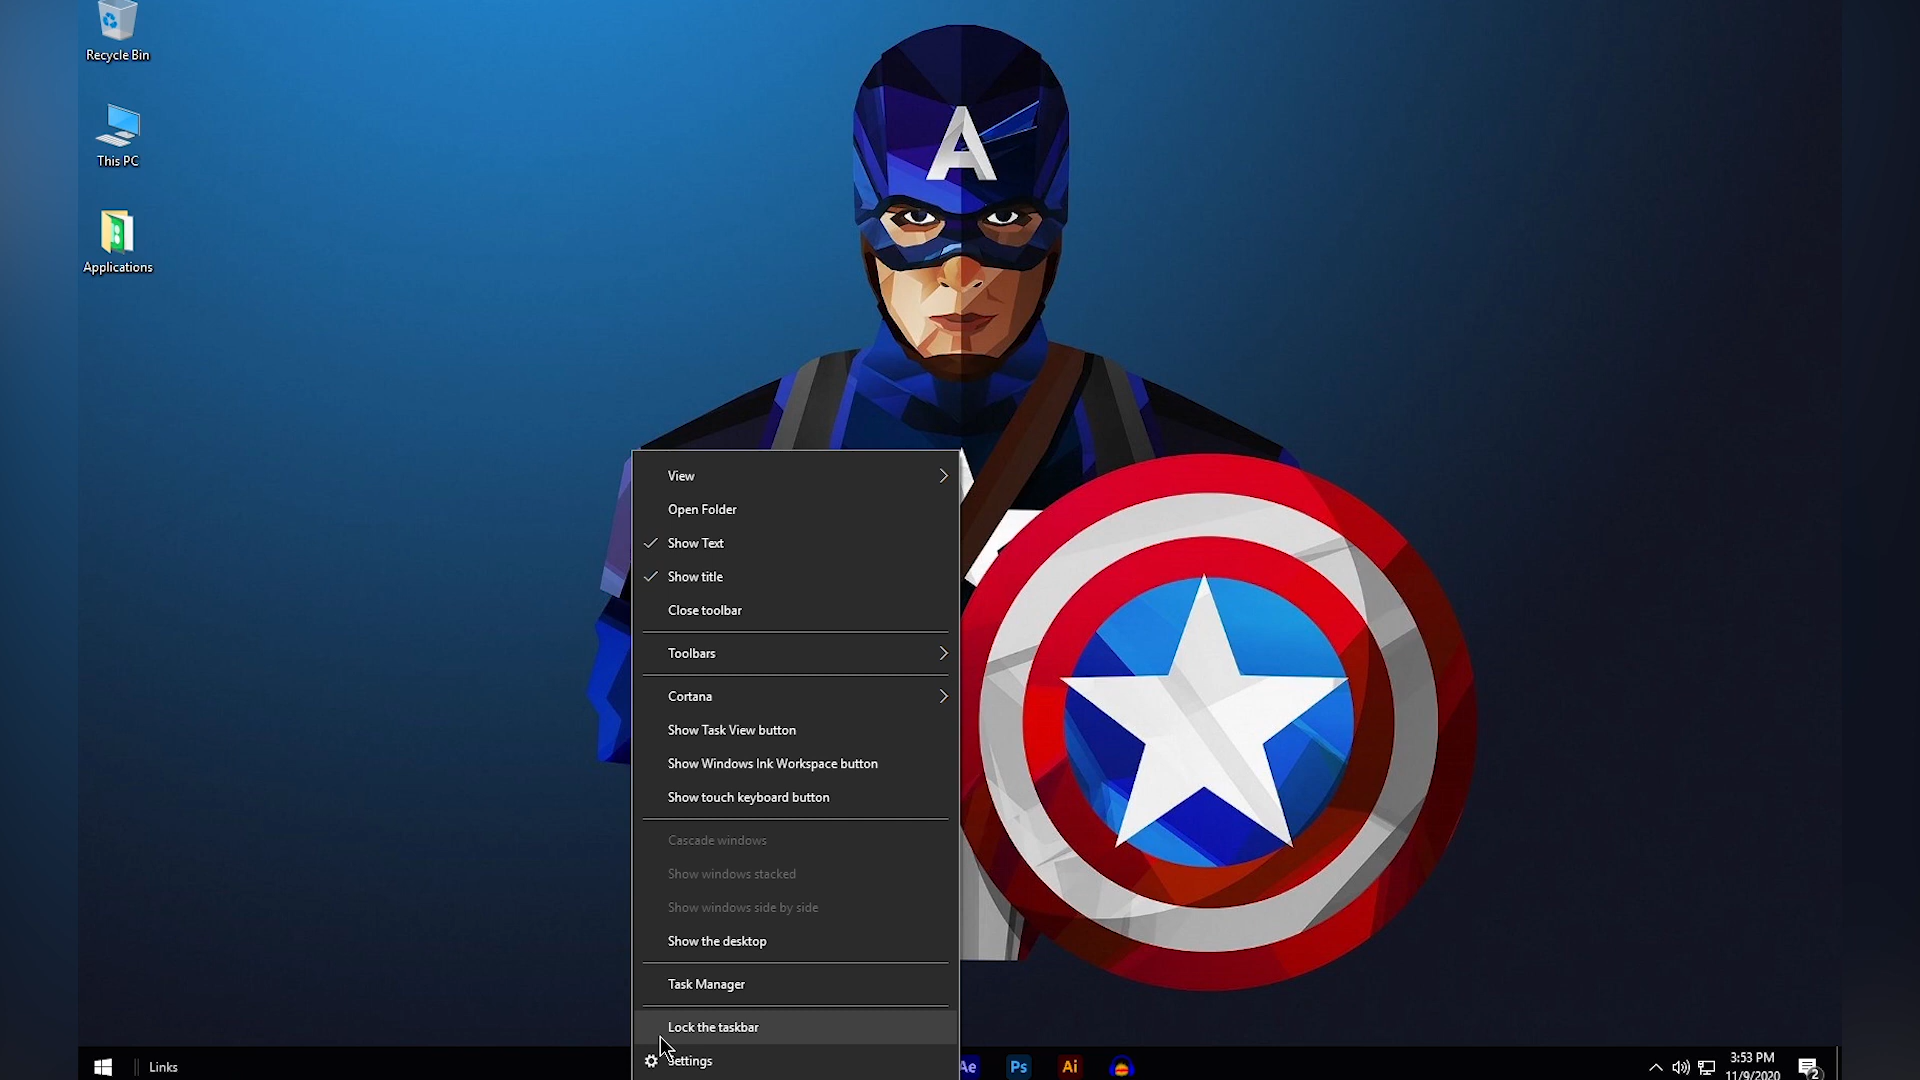 Recycle Bin
This PC
Applications
A
View
Open Folder
Show Text
Show title
Close toolbar
Toolbars
Cortana
Show Task View button
Show Windows Ink Workspace button
Show touch keyboard button
Cascade windows
Show windows stacked
Show windows side by side
Show the desktop
Task Manager
Lock the taskbar
Settings
Links
Ae
Ps
Ai
3:53 PM
11/9/2020
2